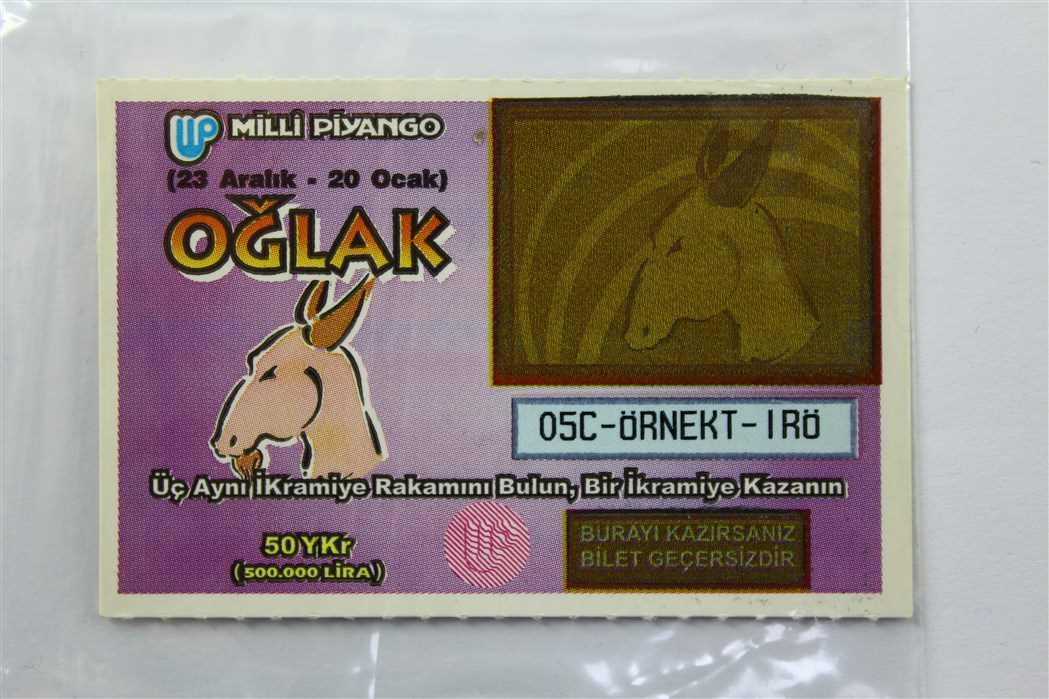 MİLLİ PİYANGO
(23 Aralık - 20 Ocak)
OĞLAK
05C-ÖRNEKT-IRÖ
Üç Aynı İKramiye Rakamını Bulun, Bir İkramiye Kazanın
50 YKr
(500.000 LİRA)
BURAYI KAZIRSANIZ
BİLET GEÇERSİZDİR